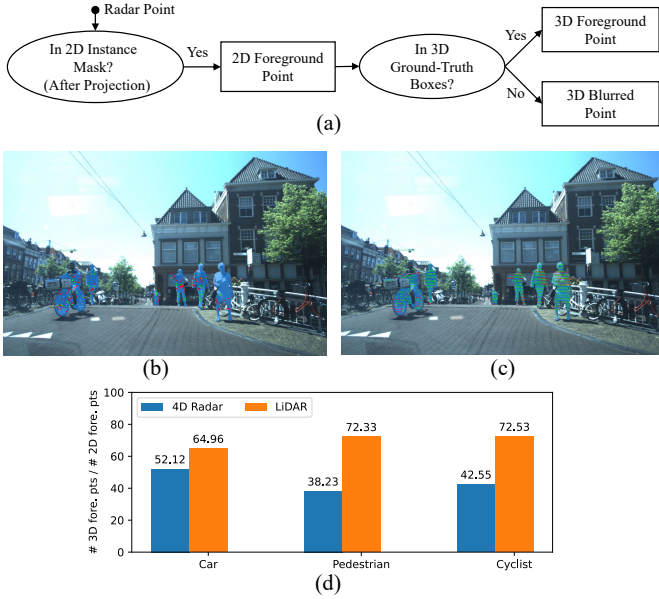 Radar Point
In 2D Instance
Mask?
(After Projection)
Yes
2D Foreground
Point
In 3D
Ground-Truth
Boxes?
Yes
No
3D Foreground
Point
3D Blurred
Point
(a)
(b)
(c)
# 3D fore. pts / # 2D fore. pts
100
80
60
40
20
0
4D Radar
LiDAR
52.12
64.96
38.23
72.33
42.55
72.53
Car
Pedestrian
Cyclist
(d)